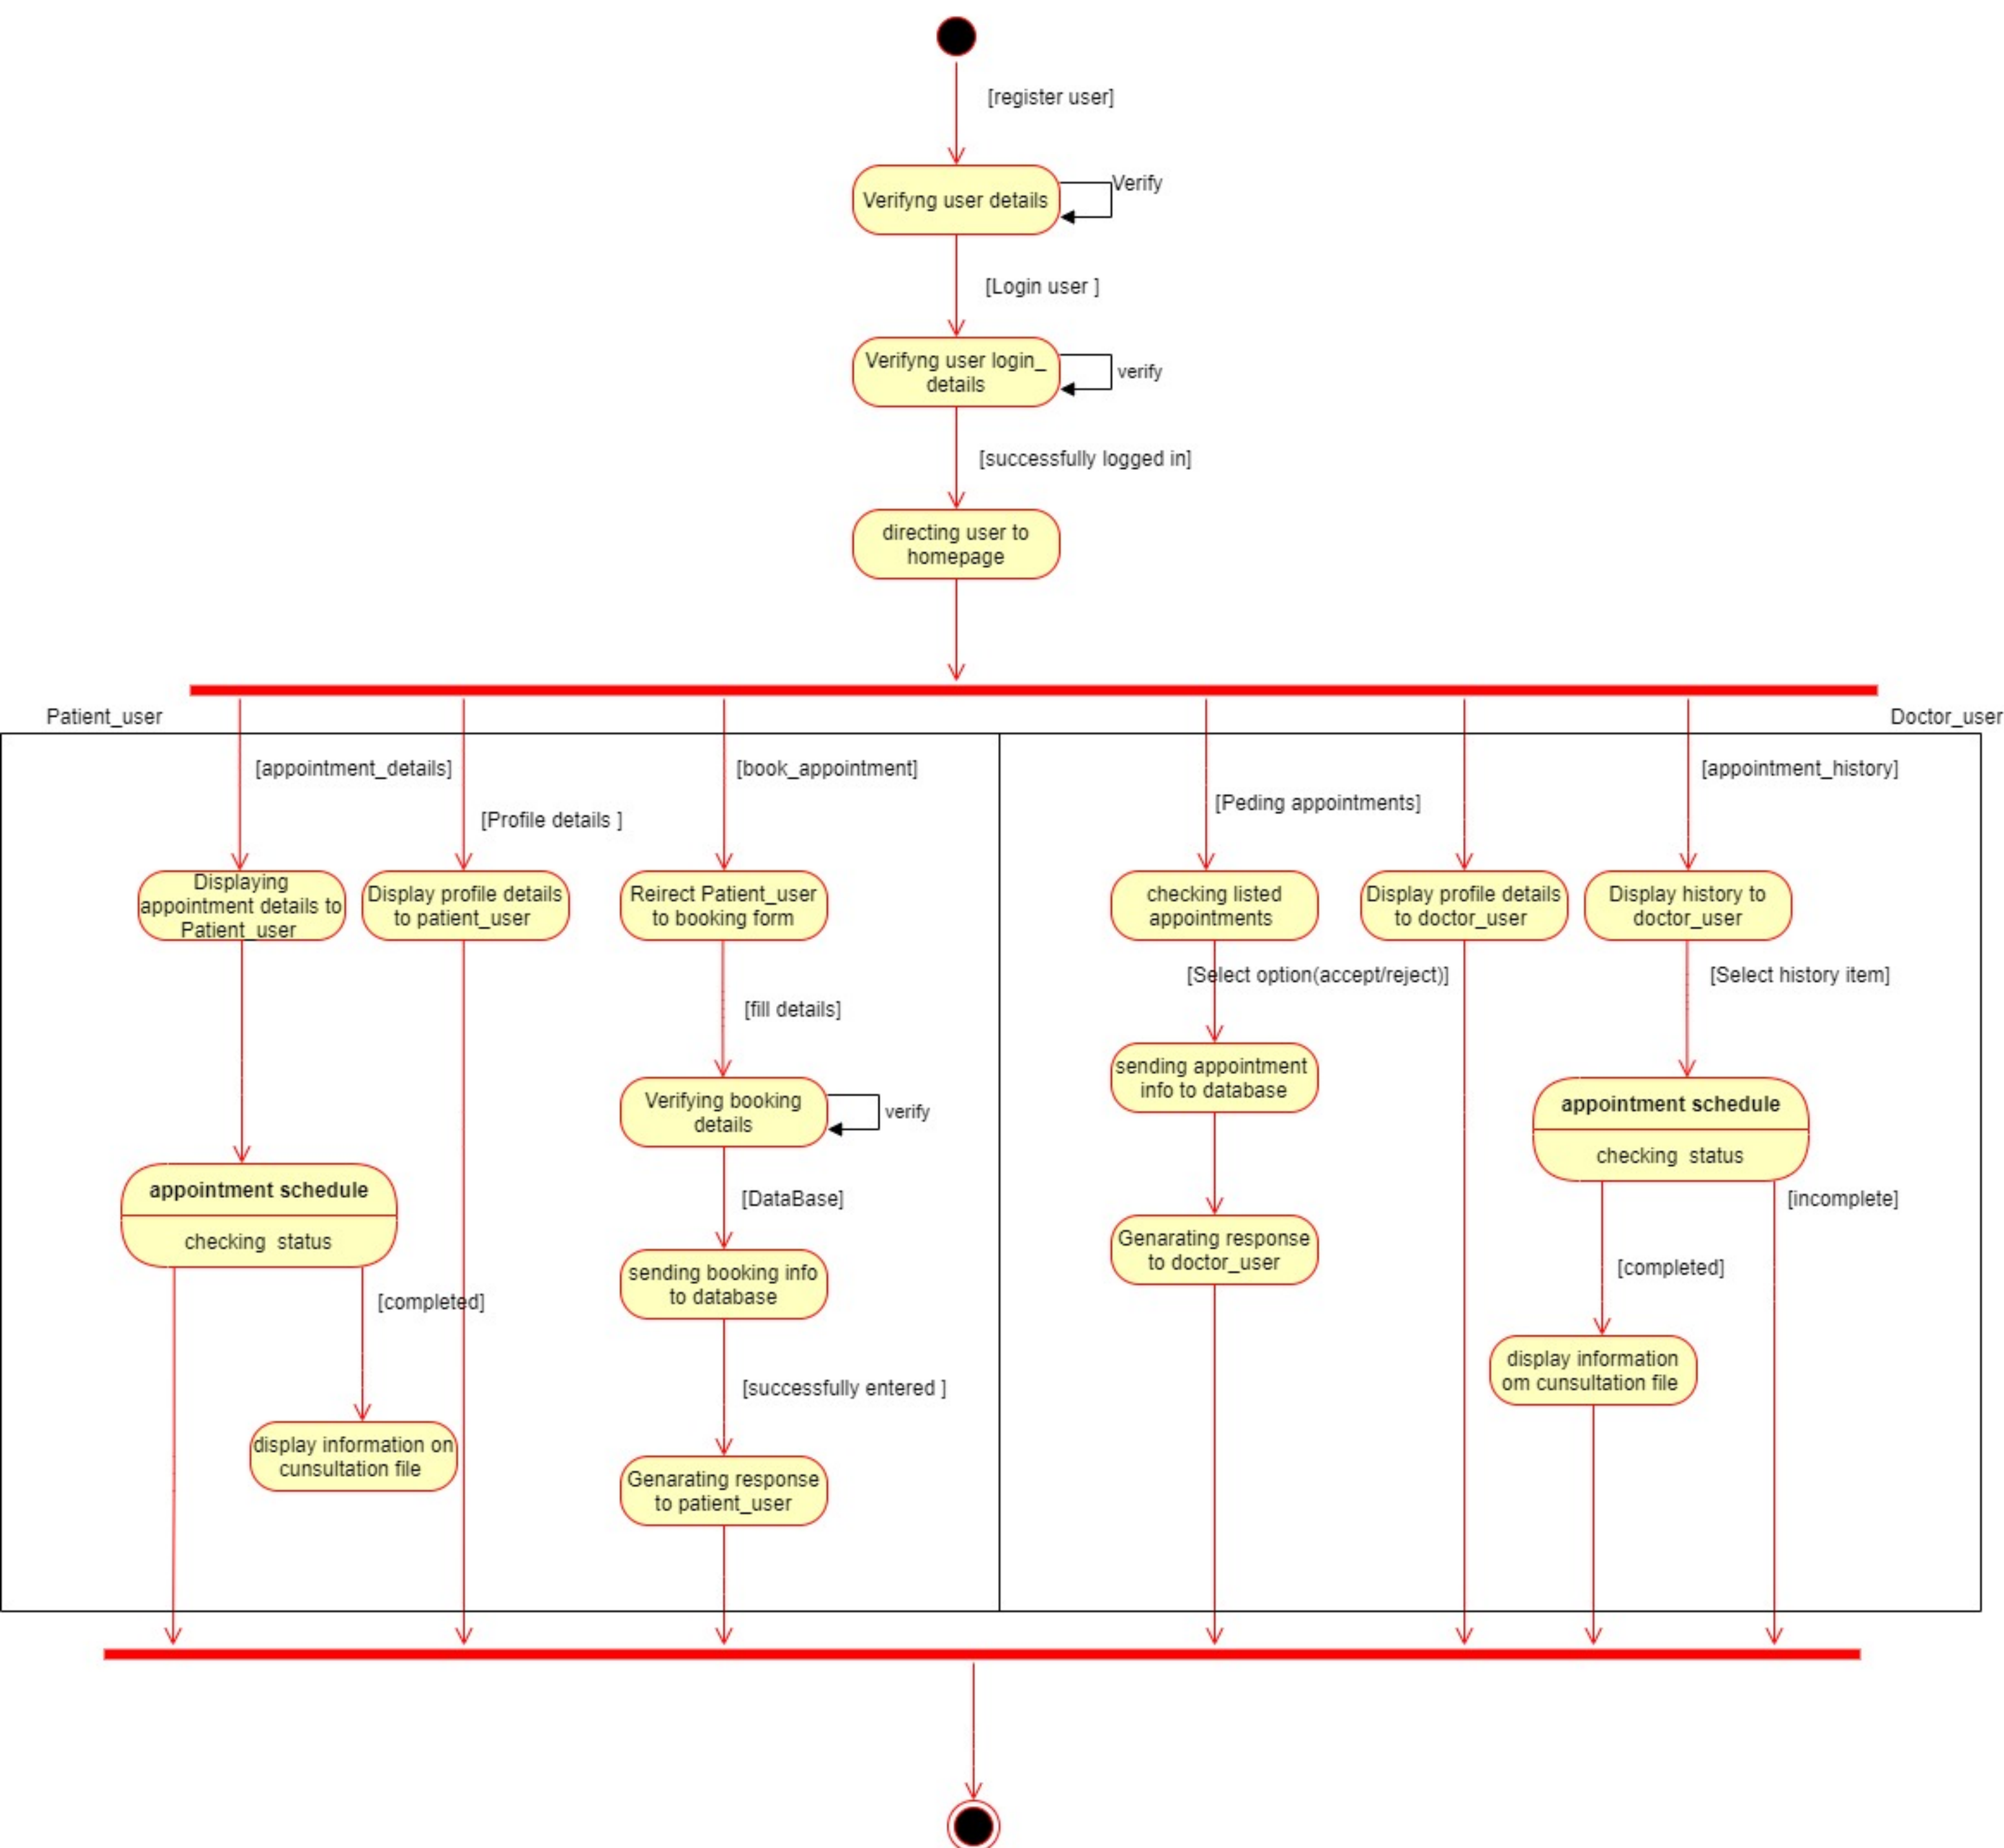 [register user]
Verifyng user details
Verify
[Login user ]
Verifyng user login_
details
verify
[successfully logged in]
directing user to
homepage
Patient_user
Doctor_user
[appointment_details]
[Profile details ]
[book_appointment]
[Peding appointments]
[appointment_history]
Displaying
appointment details to
Patient_user
Display profile details
to patient_user
Reirect Patient_user
to booking form
checking listed
appointments
Display profile details
to doctor_user
Display history to
doctor_user
[fill details]
[Select option(accept/reject)]
[Select history item]
Verifying booking
details
verify
sending appointment
info to database
appointment schedule
checking  status
appointment schedule
checking  status
[DataBase]
[incomplete]
sending booking info
to database
Genarating response
to doctor_user
[completed]
[completed]
display information
om cunsultation file
[successfully entered ]
display information on
cunsultation file
Genarating response
to patient_user